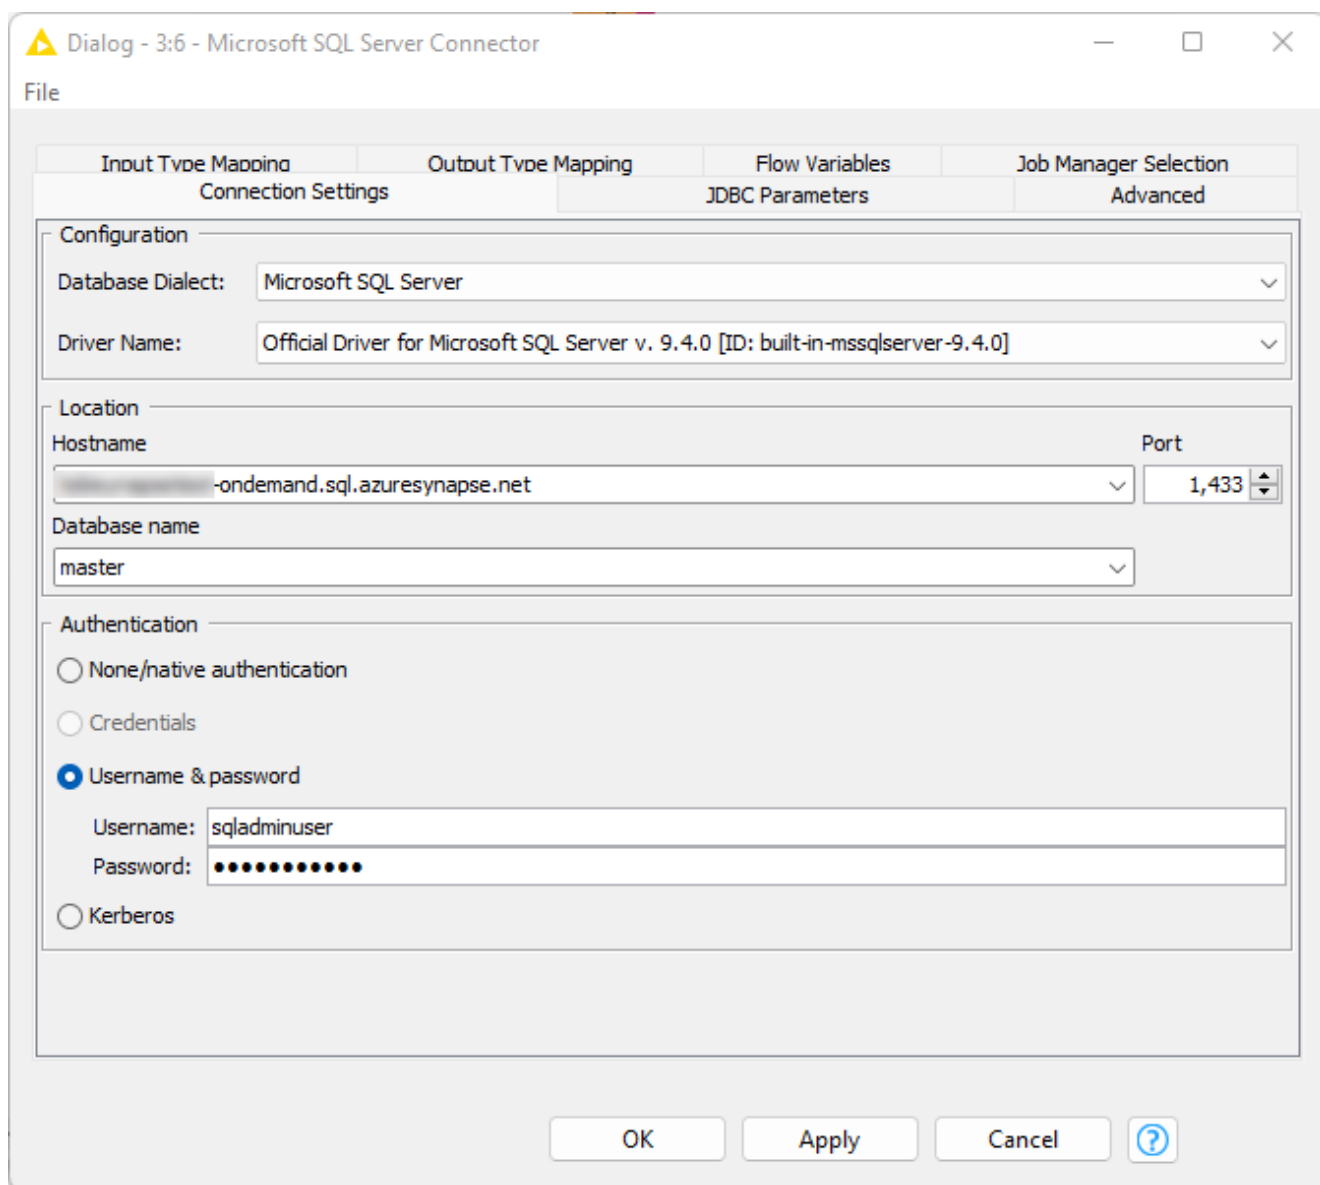 Dialog - 3:6 - Microsoft SQL Server Connector
File
Input Type Mapping Output Type Mapping Flow Variables Job Manager Selection
Connection Settings JDBC Parameters Advanced
Configuration
Database Dialect: Microsoft SQL Server
Driver Name: Official Driver for Microsoft SQL Server v. 9.4.0 [ID: built-in-mssqlserver-9.4.0]
Location
Hostname Port
-ondemand.sql.azuresynapse.net 1,433
Database name
master
Authentication
None/native authentication
Credentials
Username & password
Username: sqladminuser
Password: ●●●●●●●●●●●
Kerberos
OK Apply Cancel ?